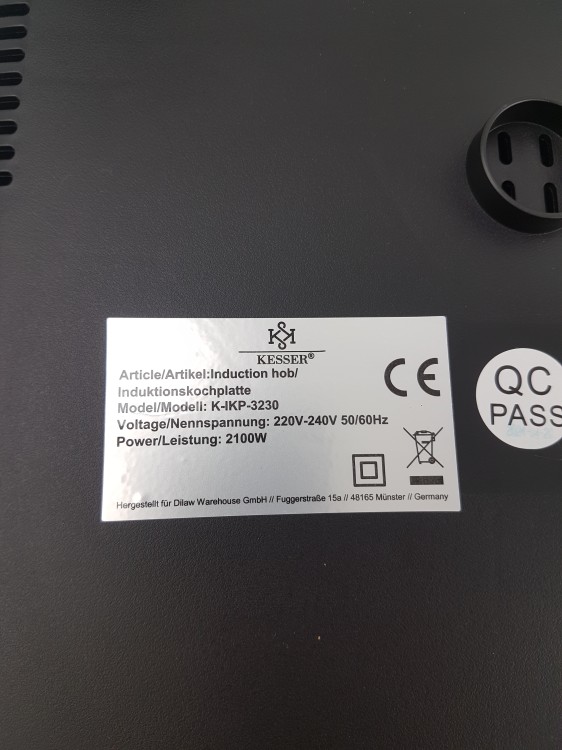 KESSER®
Article/Artikel:Induction hob/
Induktionskochplatte
Model/Modell: K-IKP-3230
Voltage/Nennspannung: 220V-240V 50/60Hz
Power/Leistung: 2100W
CE
Hergestellt für Dilaw Warehouse GmbH // Fuggerstraße 15a // 48165 Münster // Germany
QC
PASS